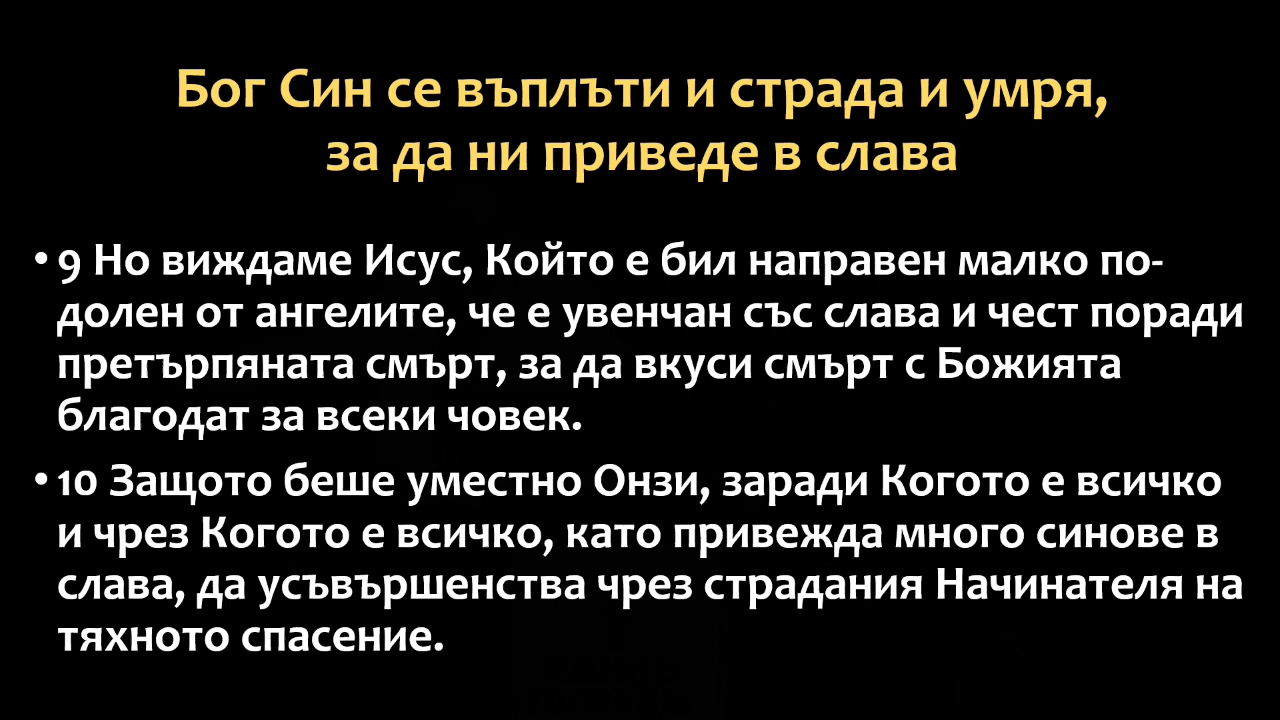 Бог Син се въплъти и страда и умря,
за да ни приведе в слава
• 9 Но виждаме Исус, Който е бил направен малко по-
долен от ангелите, че е увенчан със слава и чест поради
претърпяната смърт, за да вкуси смърт с Божията
благодат за всеки човек.
• 10 Защото беше уместно Онзи, заради Когото е всичко
и чрез Когото е всичко, като привежда много синове в
слава, да усъвършенства чрез страдания Начинателя на
тяхното спасение.